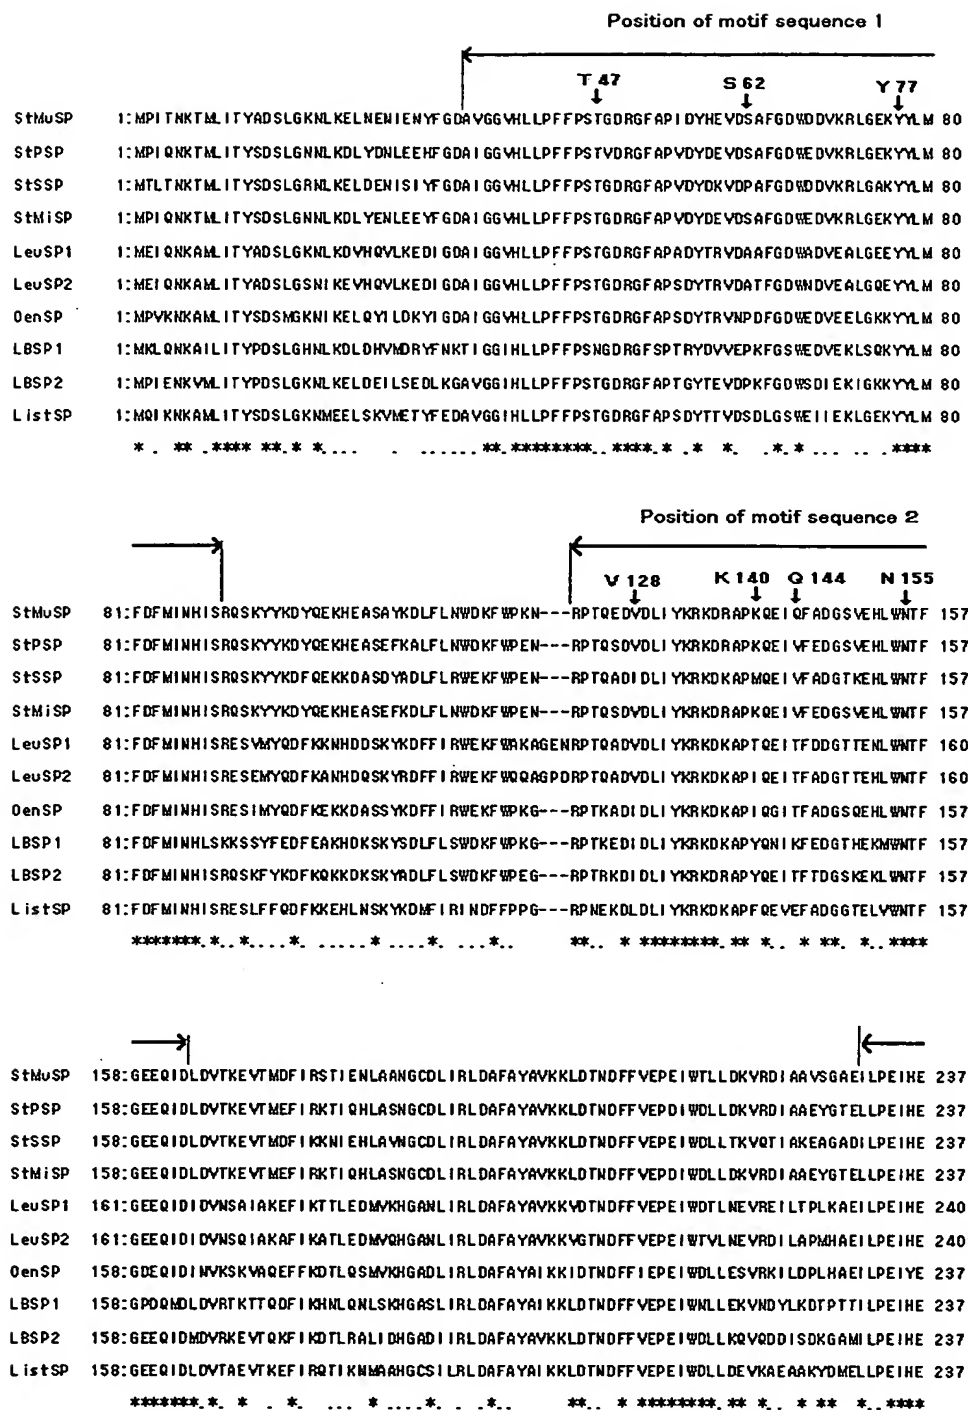 Position of motif sequence 1
T 47 S 62 Y 77
StMuSP 1:MPITNKTMLITYADSLGKNLKELNENIENYFGDAVGGVHLLPFFPSTGDRGFAPIDYHEVDSAFGDWDDVKRLGEKYYLM 80
StPSP 1:MPIQNKTMLITYSDSLGNNLKDLYDNLEEHFGDAIGGVHLLPFFPSTVDRGFAPVDYDEVDSAFGDWEDVKRLGEKYYLM 80
StSSP 1:MTLTNKTMLITYSDSLGRNLKELDENISIYFGDAIGGVHLLPFFPSTGDRGFAPVDYDKVDPAFGDWDDVKRLGAKYYLM 80
StMiSP 1:MPIQNKTMLITYSDSLGNNLKDLYENLEEYFGDAIGGVHLLPFFPSTGDRGFAPVDYDEVDSAFGDWEDVKRLGEKYYLM 80
LeuSP1 1:MEIQNKAMLITYADSLGKNLKDVHQVLKEDIGDAIGGVHLLPFFPSTGDRGFAPADYTRVDAAFGDWADVEALGEEYYLM 80
LeuSP2 1:MEIQNKAMLITYADSLGSNIKEVHQVLKEDIGDAIGGVHLLPFFPSTGDRGFAPSDYTRVDATFGDWNDVEALGQEYYLM 80
OenSP 1:MPVKNKAMLITYSDSMGKNIKELQYILDKYIGDAIGGVHLLPFFPSTGDRGFAPSDYTRVNPDFGDWEDVEELGKKYYLM 80
LBSP1 1:MKLQNKAILITYPDSLGHNLKDLDHVMDRYFNKTIGGIHLLPFFPSNGDRGFSPTRYDVVEPKFGSWEDVEKLSQKYYLM 80
LBSP2 1:MPIENKVMLITYPDSLGKNLKELDEILSEDLKGAVGGIHLLPFFPSTGDRGFAPTGYTEVDPKFGDWSDIEKIGKKYYLM 80
ListSP 1:MQIKNKAMLITYSDSLGKNMEELSKVMETYFEDAVGGIHLLPFFPSTGDRGFAPSDYTTVDSDLGSWEIIEKLGEKYYLM 80
* . ** .**** **.* *.... . ......**.*********..****.* .* *. .* * ... .. .****
Position of motif sequence 2
V 128 K 140 Q 144 N 155
StMuSP 81:FDFMINHISRQSKYYKDYQEKHEASAYKDLFLNWDKFWPKN---RPTQEDVDLIYKRKDRAPKQEIQFADGSVEHLWNTF 157
StPSP 81:FDFMINHISRQSKYYKDYQEKHEASEFKALFLNWDKFWPEN---RPTQSDVDLIYKRKDRAPKQEIVFEDGSVEHLWNTF 157
StSSP 81:FDFMINHISRQSKYYKDFQEKKDASDYADLFLRWEKFWPEN---RPTQADIDLIYKRKDKAPMQEIVFADGTKEHLWNTF 157
StMiSP 81:FDFMINHISRQSKYYKDYQEKHEASEFKDLFLNWDKFWPEN---RPTQSDVDLIYKRKDRAPKQEIVFEDGSVEHLWNTF 157
LeuSP1 81:FDFMINHISRESVMYQDFKKNHDDSKYKDFFIRWEKFWAKAGENRPTQADVDLIYKRKDKAPTQEITFDDGTTENLWNTF 160
LeuSP2 81:FDFMINHISRESEMYQDFKANHDQSKYRDFFIRWEKFWQQAGPDRPTQADVDLIYKRKDKAPIQEITFADGTTEHLWNTF 160
OenSP 81:FDFMINHISRESIMYQDFKEKKDASSYKDFFIRWEKFWPKG---RPTKADIDLIYKRKDKAPIQGITFADGSQEHLWNTF 157
LBSP1 81:FDFMINHLSKKSSYFEDFEAKHDKSKYSDLFLSWDKFWPKG---RPTKEDIDLIYKRKDKAPYQNIKFEDGTHEKMWNTF 157
LBSP2 81:FDFMINHISRQSKFYKDFKQKKDKSKYADLFLSWDKFWPEG---RPTRKDIDLIYKRKDRAPYQEITFTDGSKEKLWNTF 157
ListSP 81:FDFMINHISRESLFFQDFKKEHLNSKYKDMFIRINDFFPPG---RPNEKDLDLIYKRKDKAPFQEVEFADGGTELVWNTF 157
*******.*..*....*. .....*....*. ...*.. **.. * *******.** *.. * **. *..****
StMuSP 158:GEEQIDLDVTKEVTMDFIRSTIENLAANGCDLIRLDAFAYAVKKLDTNDFFVEPEIWTLLDKVRDIAAVSGAEILPEIHE 237
StPSP 158:GEEQIDLDVTKEVTMEFIRKTIQHLASNGCDLIRLDAFAYAVKKLDTNDFFVEPDIWDLLDKVRDIAAEYGTELLPEIHE 237
StSSP 158:GEEQIDLDVTKEVTMDFIKKNIEHLAVNGCDLIRLDAFAYAVKKLDTNDFFVEPEIWDLLTKVQTIAKEAGADILPEIHE 237
StMiSP 158:GEEQIDLDVTKEVTMEFIRKTIQHLASNGCDLIRLDAFAYAVKKLDTNDFFVEPDIWDLLDKVRDIAAEYGTELLPEIHE 237
LeuSP1 161:GEEQIDIDVNSAIAKEFIKTTLEDMVKHGANLIRLDAFAYAVKKVDTNDFFVEPEIWDTLNEVREILTPLKAEILPEIHE 240
LeuSP2 161:GEEQIDIDVNSQIAKAFIKATLEDMVQHGANLIRLDAFAYAVKKVGTNDFFVEPEIWTVLNEVRDILAPMHAEILPEIHE 240
OenSP 158:GDEQIDINVKSKVAQEFFKDTLQSMVKHGADLIRLDAFAYAIKKIDTNDFFIEPEIWDLLESVRKILDPLHAEILPEIYE 237
LBSP1 158:GPDQMDLDVRTKTTQDFIKHNLQNLSKHGASLIRLDAFAYAIKKLDTNDFFVEPEIWNLLEKVNDYLKDTPTTILPEIHE 237
LBSP2 158:GEEQIDMDVRKEVTQKFIKDTLRALIDHGADIIRLDAFAYAVKKLDTNDFFVEPEIWDLLKQVQDDISDKGAMILPEIHE 237
ListSP 158:GEEQIDLDVTAEVTKEFIRQTIKNMAAHGCSILRLDAFAYAIKKLDTNDFFVEPEIWDLLDEVKAEAAKYDMELLPEIHE 237
*******.*. * . *. ... *....*. *.. **.. * *******.** *.. * *..****